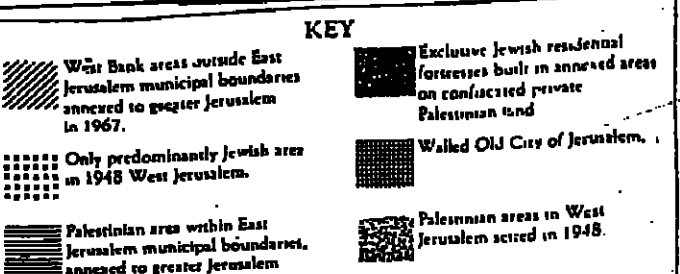 KEY
West Bank areas outside East
Jerusalem municipal boundaries
annexed to greater Jerusalem
in 1967.
Only predominantly Jewish area
in 1948 West Jerusalem.
Palestinian area within East
Jerusalem municipal boundaries,
annexed to greater Jerusalem
Exclusive Jewish residential
fortresses built in annexed areas
on confiscated private
Palestinian land
Walled Old City of Jerusalem.
Palestinian areas in West
Jerusalem seized in 1948.